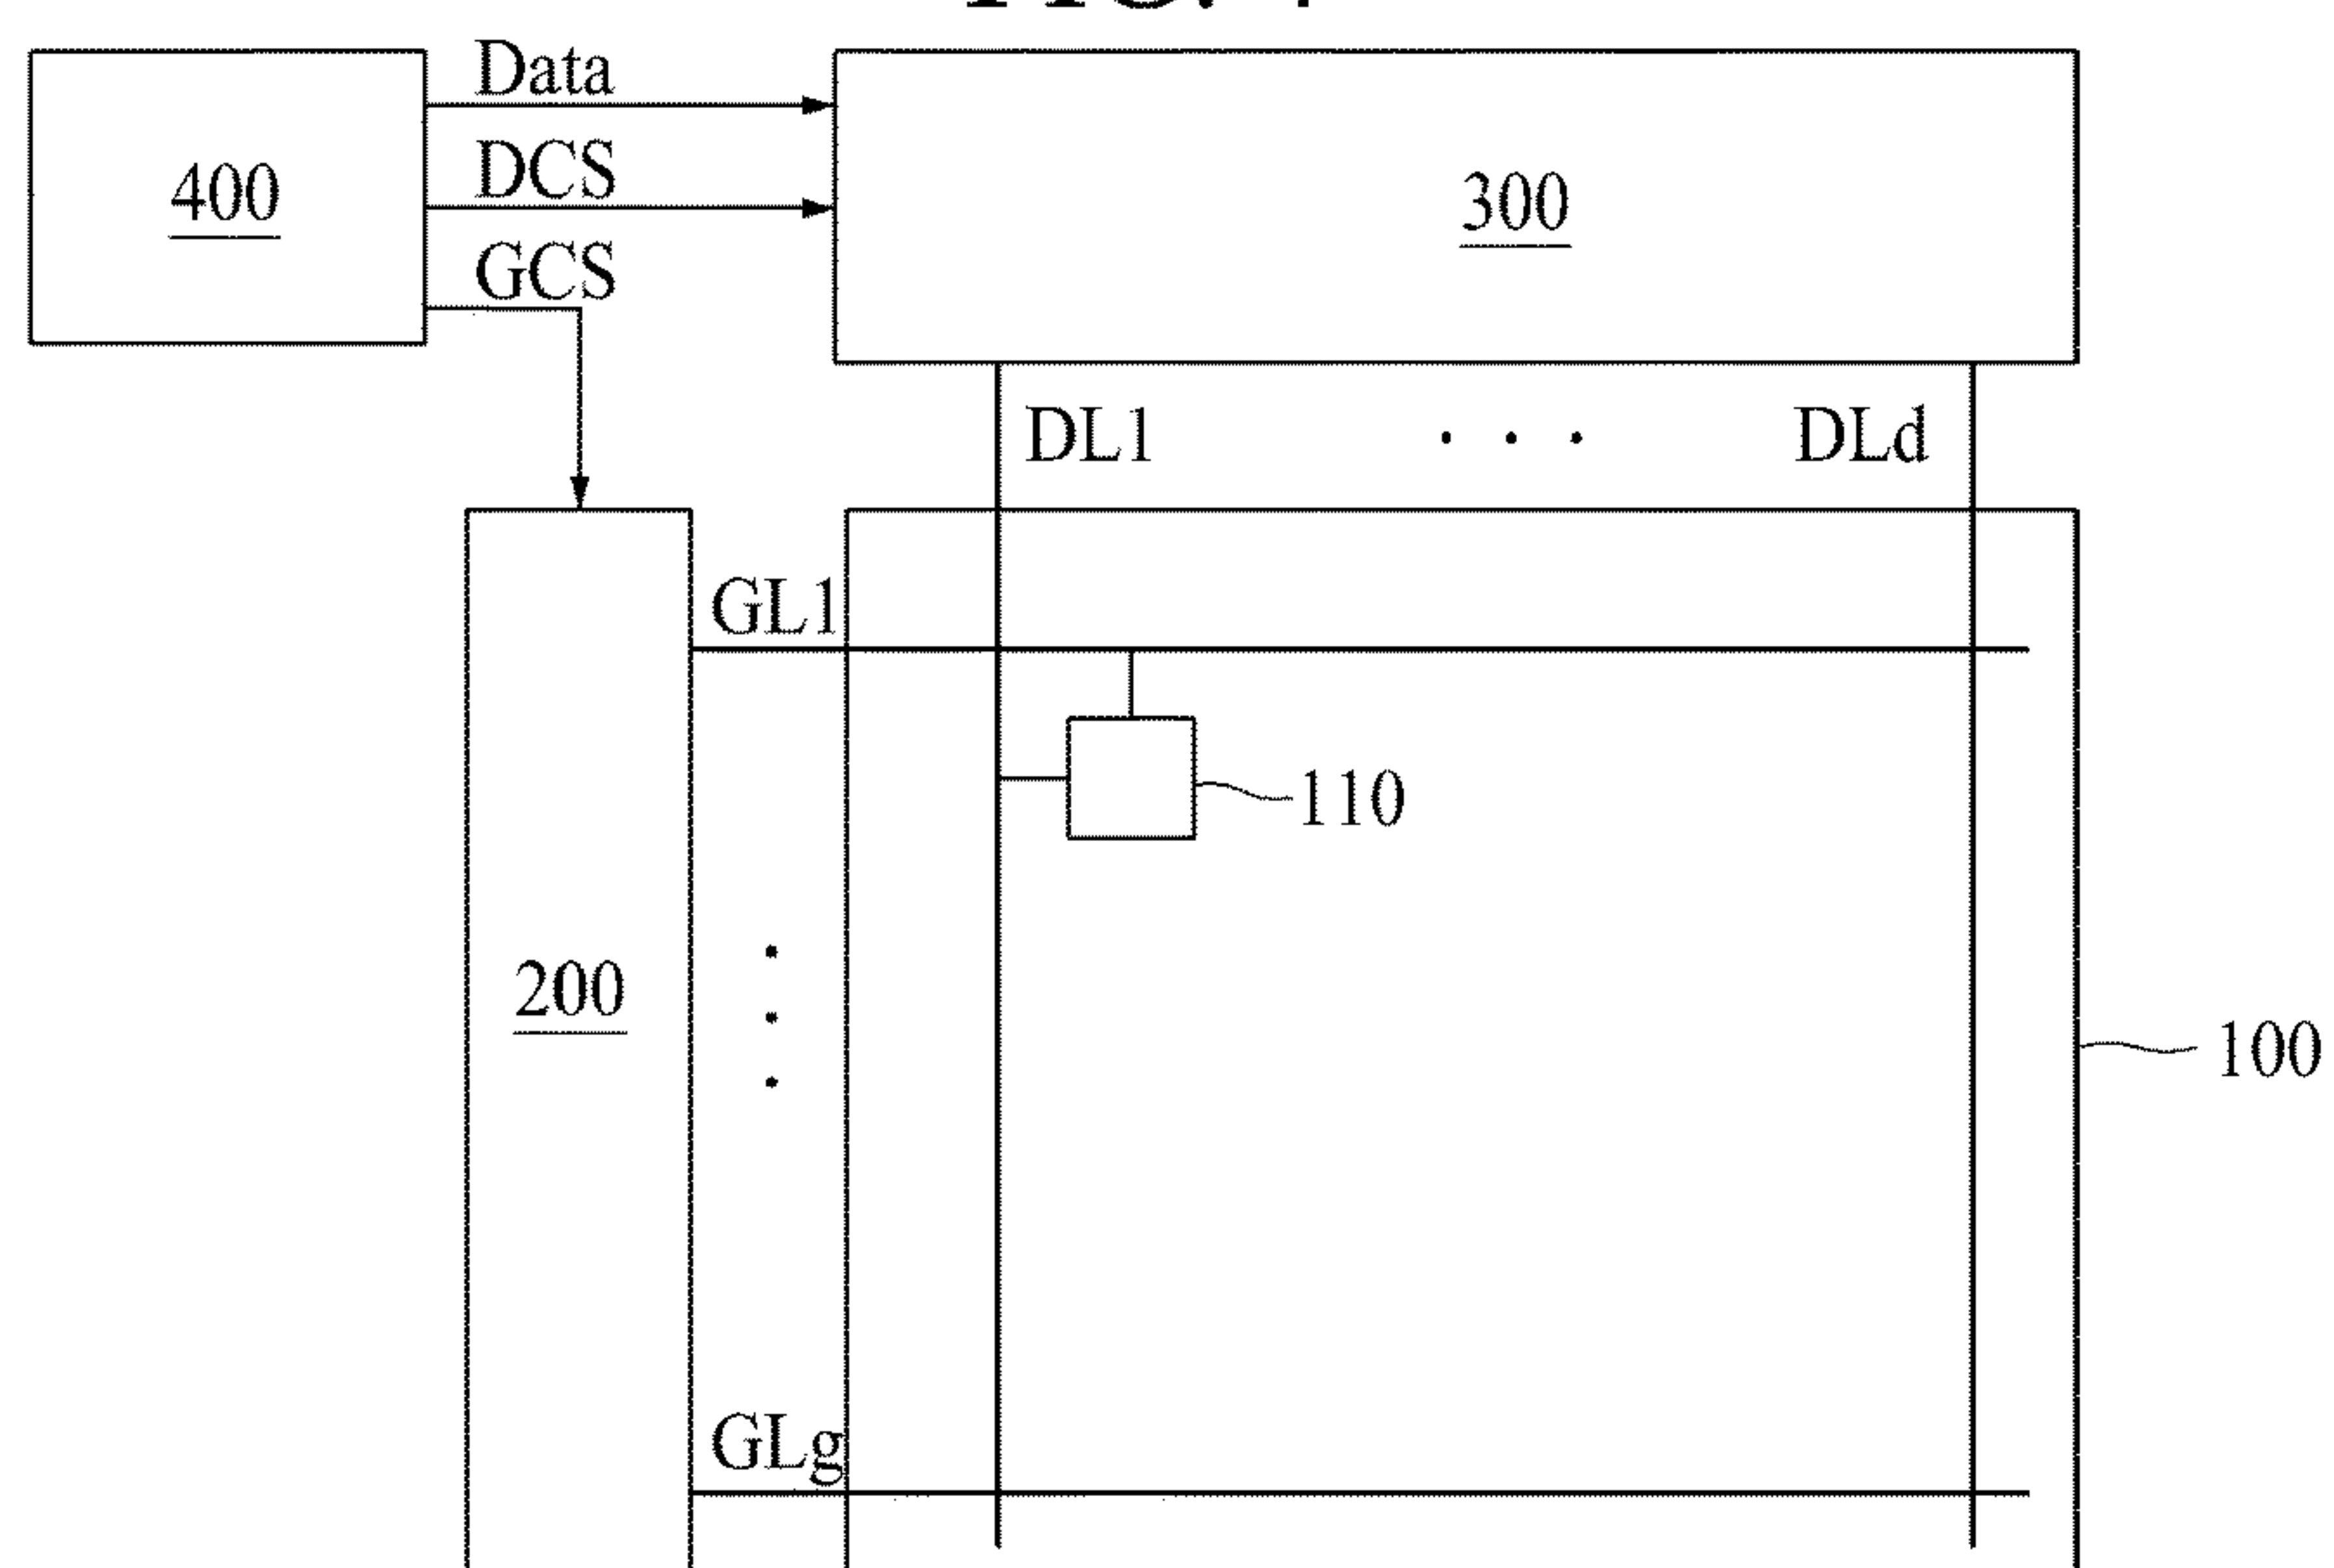 Data
DCS
GCS
400
300
DL1 . . . DLd
GL1
110
200
100
GLg